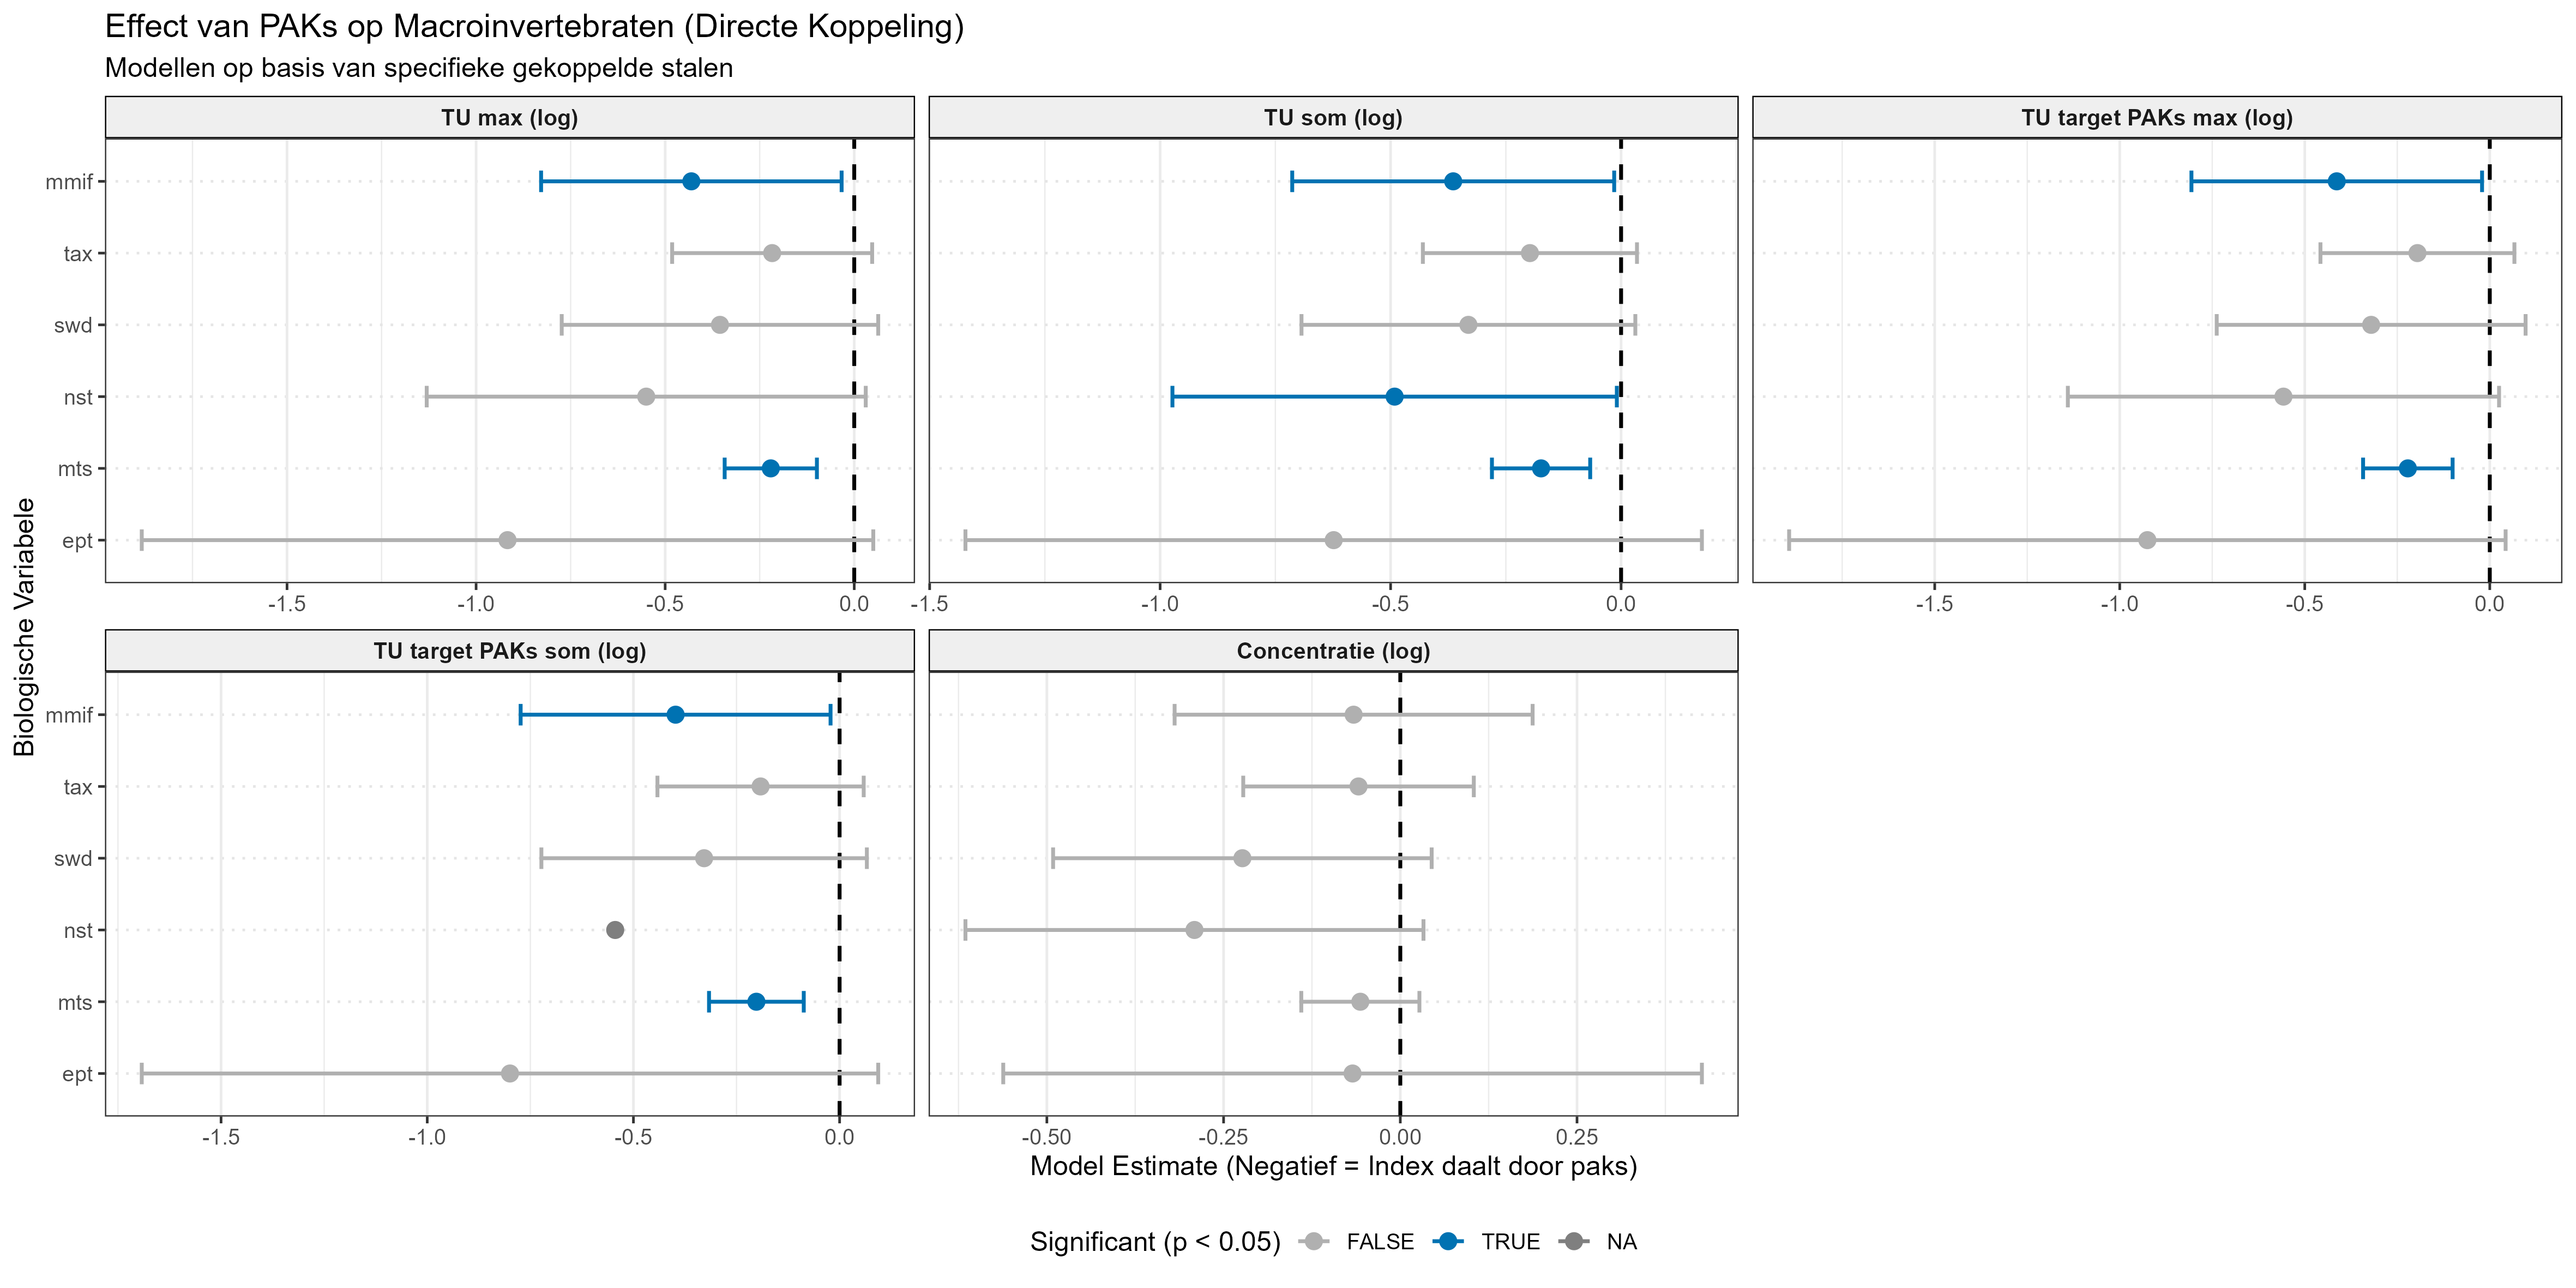 Effect van PAKs op Macroinvertebraten (Directe Koppeling)
Modellen op basis van specifieke gekoppelde stalen
TU max (log)
TU som (log)
TU target PAKs max (log)
mmif
tax
swd
nst
mts
ept
-1.5 -1.0 -0.5 0.0
-1.5 -1.0 -0.5 0.0
-1.5 -1.0 -0.5 0.0
Biologische Variabele
TU target PAKs som (log)
Concentratie (log)
mmif
tax
swd
nst
mts
ept
-1.5 -1.0 -0.5 0.0
-0.50 -0.25 0.00 0.25
Model Estimate (Negatief = Index daalt door paks)
Significant (p < 0.05) FALSE TRUE NA